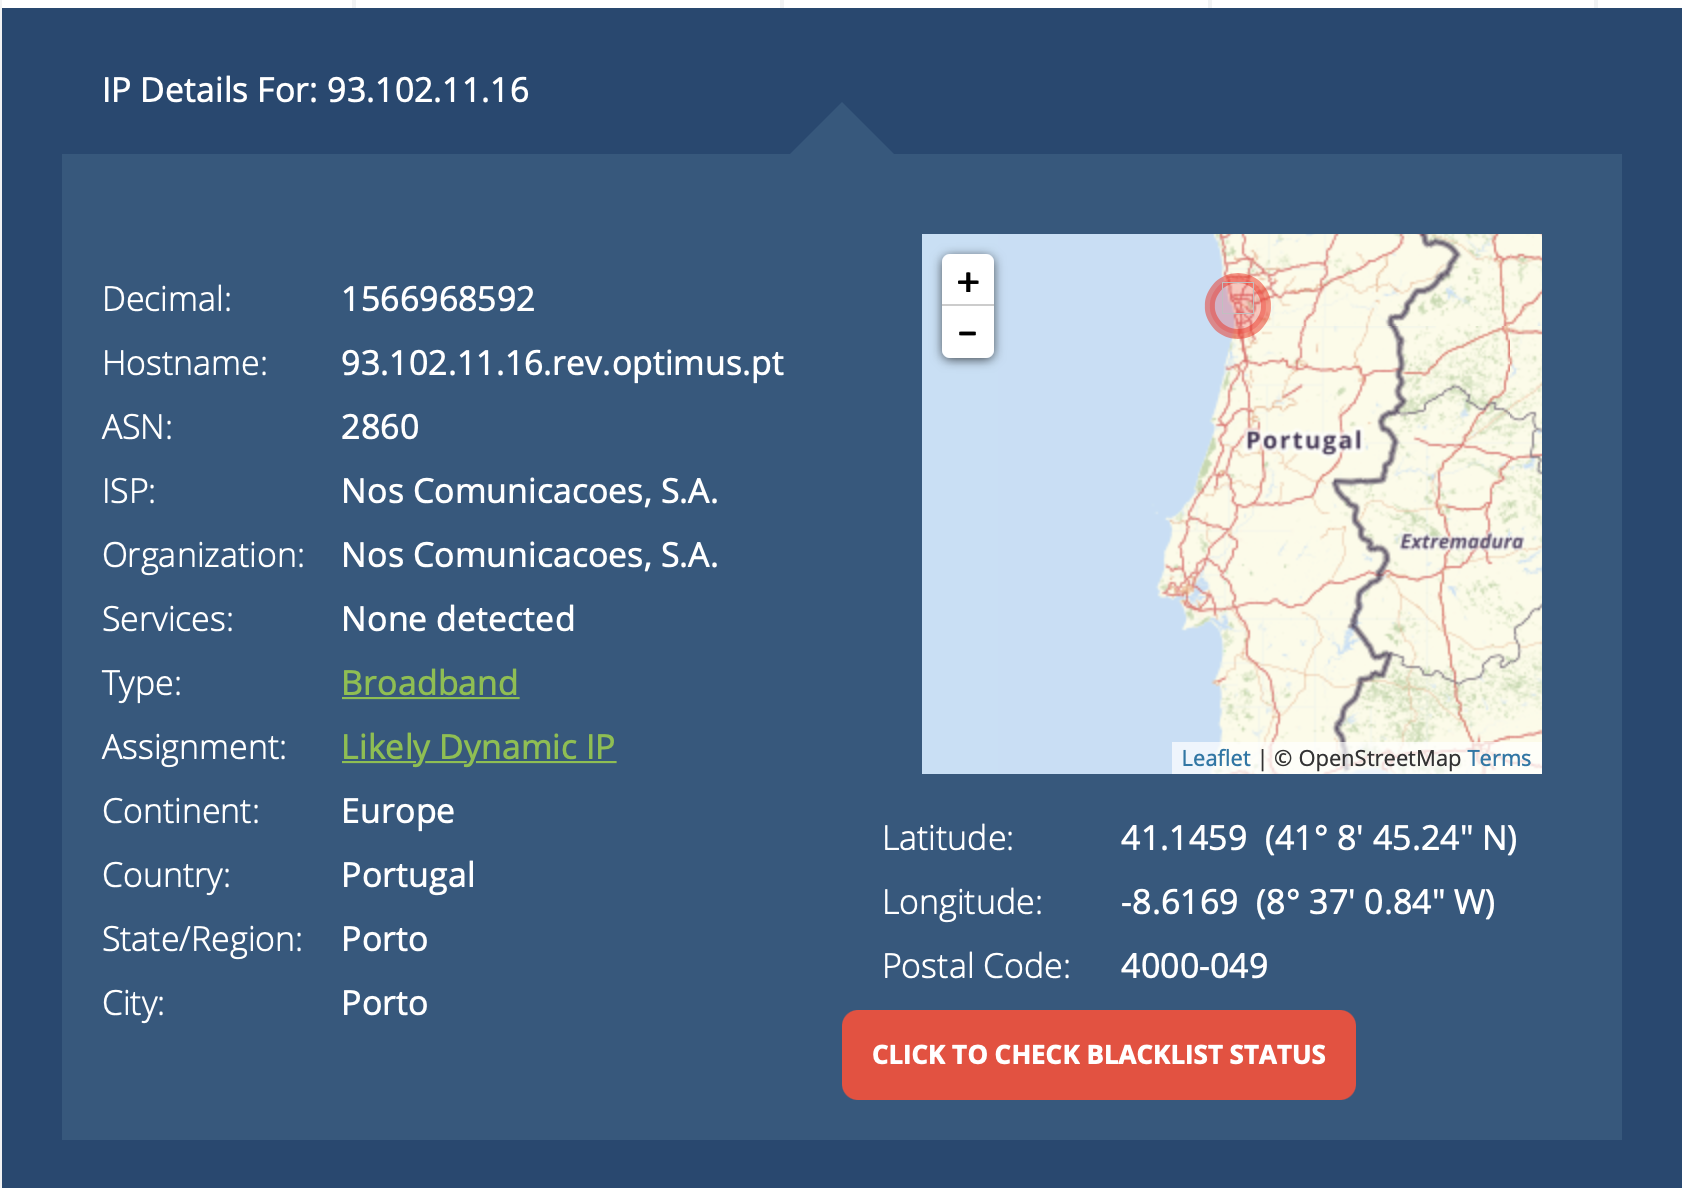 IP Details For: 93.102.11.16
Decimal: 1566968592
Hostname: 93.102.11.16.rev.optimus.pt
ASN: 2860
ISP: Nos Comunicacoes, S.A.
Organization: Nos Comunicacoes, S.A.
Services: None detected
Type: Broadband
Assignment: Likely Dynamic IP
Continent: Europe
Country: Portugal
State/Region: Porto
City: Porto
+
−
Portugal
Extremadura
Leaflet | © OpenStreetMap Terms
Latitude: 41.1459 (41° 8' 45.24" N)
Longitude: -8.6169 (8° 37' 0.84" W)
Postal Code: 4000-049
CLICK TO CHECK BLACKLIST STATUS